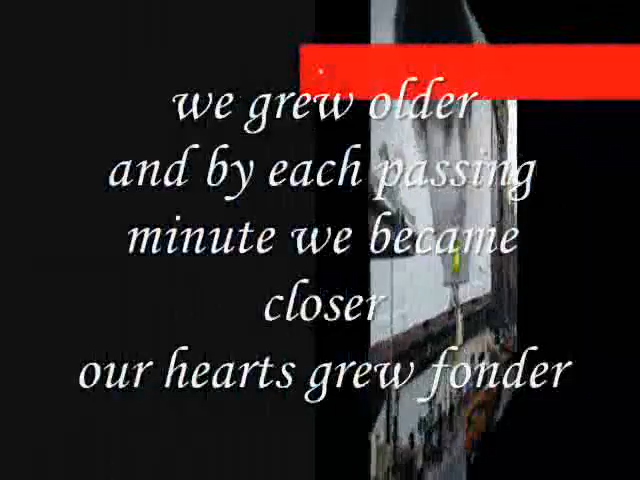 we grew older
and by each passing
minute we became
closer
our hearts grew fonder